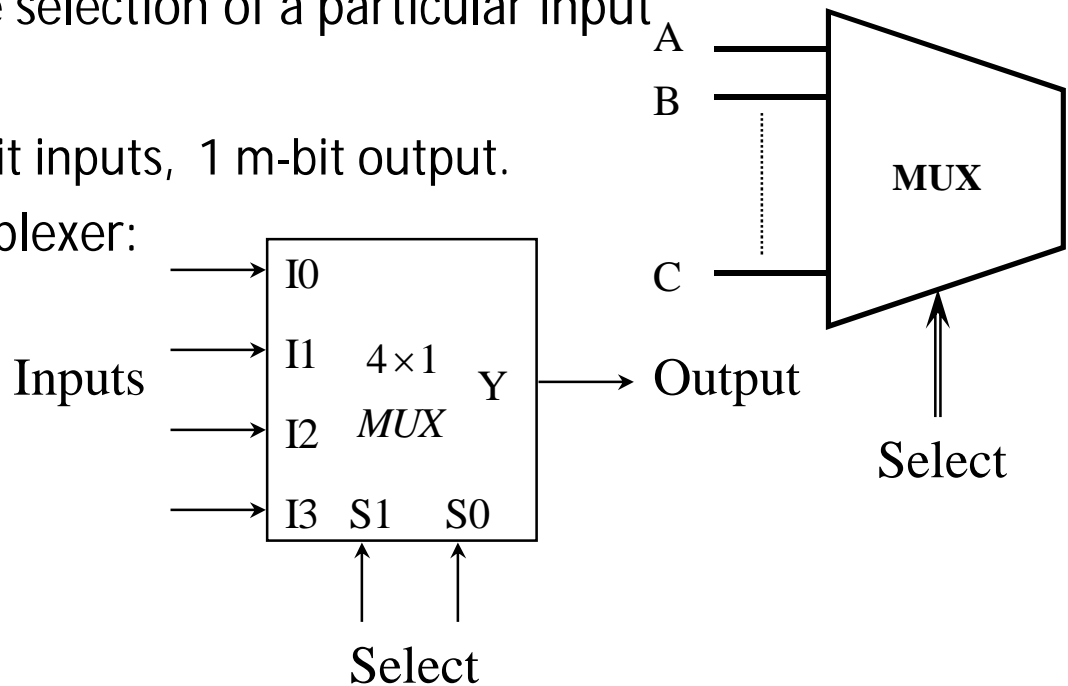 selection of a particular input
A
B
it inputs, 1 m-bit output.
MUX
plexer:
C
I0
I1
4×1
Inputs
Y
Output
MUX
I2
Select
I3 S1 S0
Select